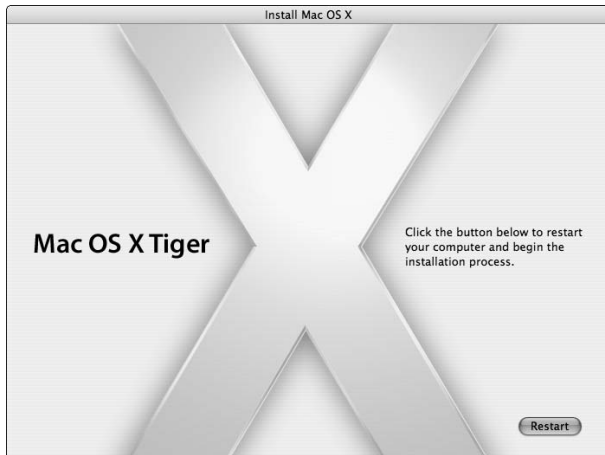 Install Mac OS X
Mac OS X Tiger
Click the button below to restart
your computer and begin the
installation process.
Restart